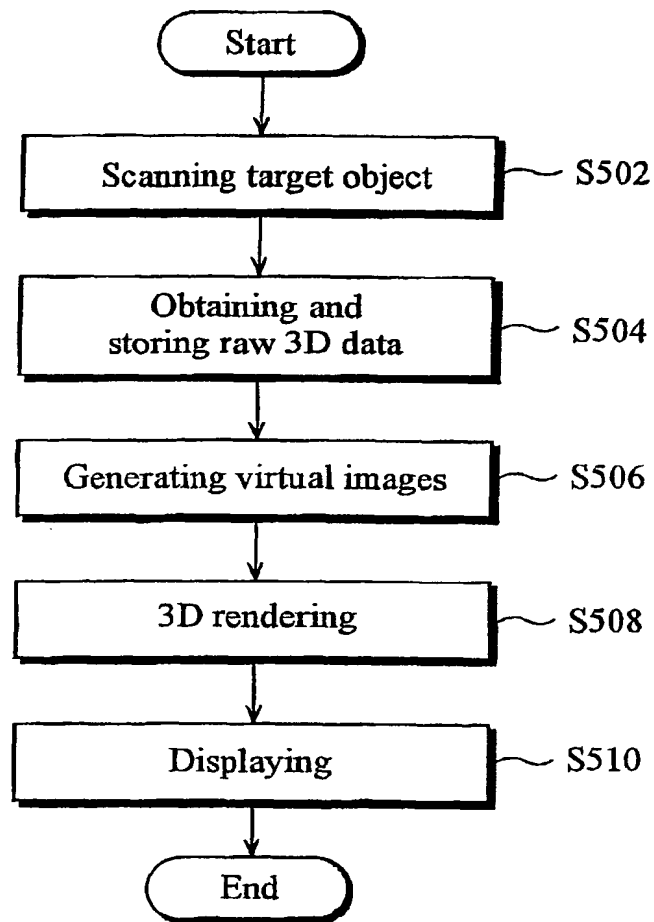 Start
Scanning target object
S502
Obtaining and
storing raw 3D data
S504
Generating virtual images
S506
3D rendering
S508
Displaying
S510
End